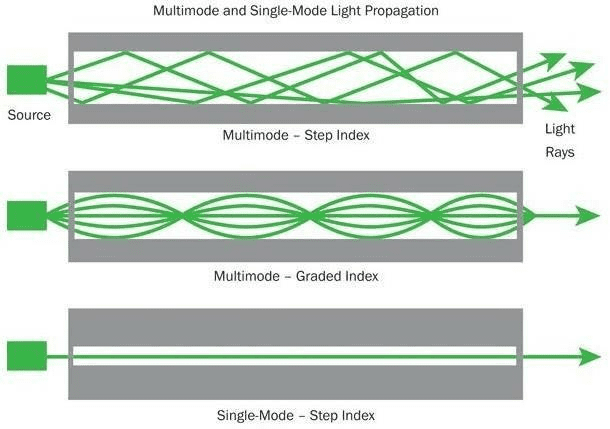 Multimode and Single-Mode Light Propagation
Source
Multimode – Step Index
Light
Rays
Multimode – Graded Index
Single-Mode – Step Index